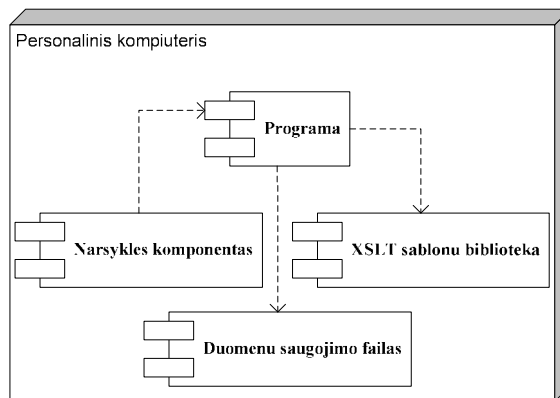 Personalinis kompiuteris
Programa
Narsykles komponentas
XSLT sablonu biblioteka
Duomenu saugojimo failas